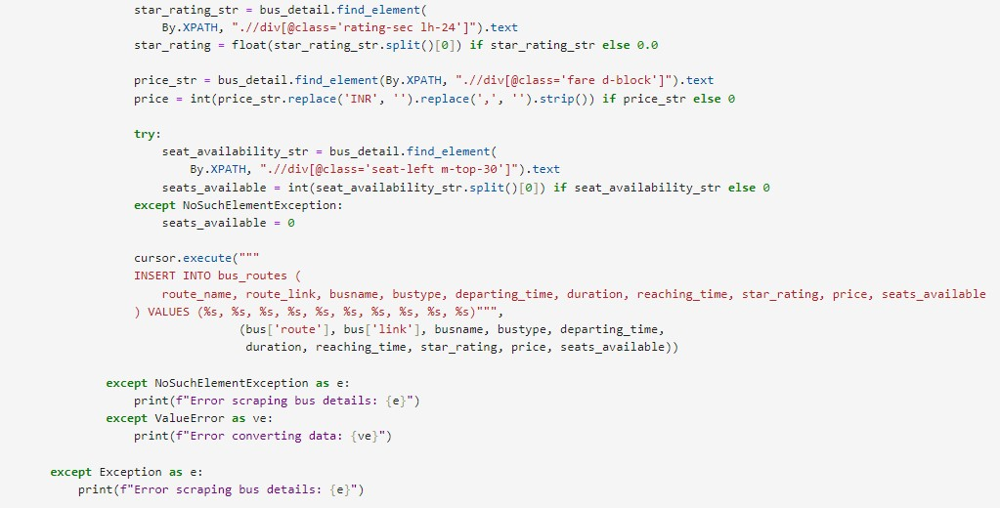 star_rating_str = bus_detail.find_element(
By.XPATH, ".//div[@class='rating-sec lh-24']").text
star_rating = float(star_rating_str.split()[0]) if star_rating_str else 0.0
price_str = bus_detail.find_element(By.XPATH, ".//div[@class='fare d-block']").text
price = int(price_str.replace('INR', '').replace(',', '').strip()) if price_str else 0
try:
seat_availability_str = bus_detail.find_element(
By.XPATH, ".//div[@class='seat-left m-top-30']").text
seats_available = int(seat_availability_str.split()[0]) if seat_availability_str else 0
except NoSuchElementException:
seats_available = 0
cursor.execute("""
INSERT INTO bus_routes (
route_name, route_link, busname, bustype, departing_time, duration, reaching_time, star_rating, price, seats_available
) VALUES (%s, %s, %s, %s, %s, %s, %s, %s, %s, %s)""",
(bus['route'], bus['link'], busname, bustype, departing_time,
duration, reaching_time, star_rating, price, seats_available))
except NoSuchElementException as e:
print(f"Error scraping bus details: {e}")
except ValueError as ve:
print(f"Error converting data: {ve}")
except Exception as e:
print(f"Error scraping bus details: {e}")